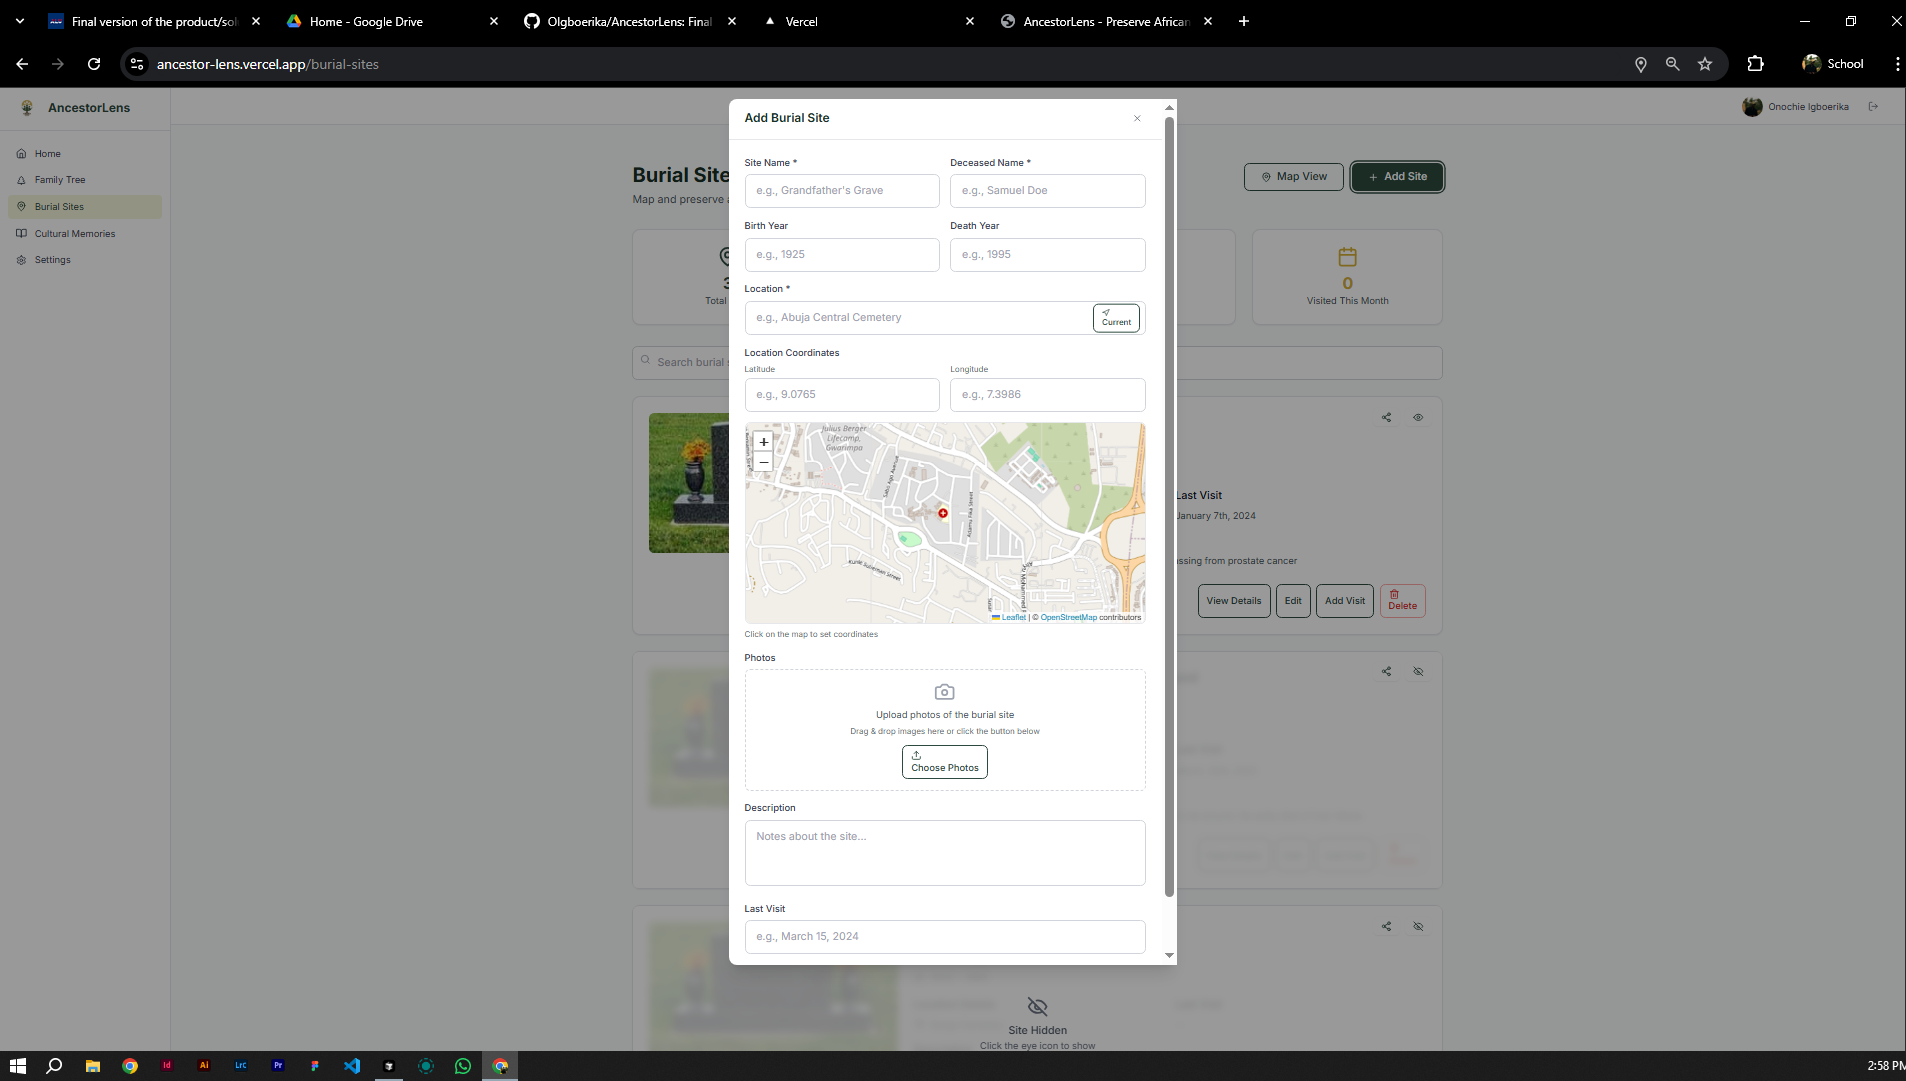 Final version of the product/sol
Home - Google Drive
OIgboerika/AncestorLens: Final
Vercel
AncestorLens - Preserve African
ancestor-lens.vercel.app/burial-sites
School
AncestorLens
Onochie Igboerika
Home
Family Tree
Burial Sites
Cultural Memories
Settings
Burial Site
Map and preserve a
Map View
+ Add Site
3
Total
0
Visited This Month
Search burial s
Last Visit
January 7th, 2024
assing from prostate cancer
View Details
Edit
Add Visit
Delete
Add Burial Site
Site Name *
Deceased Name *
e.g., Grandfather's Grave
e.g., Samuel Doe
Birth Year
Death Year
e.g., 1925
e.g., 1995
Location *
e.g., Abuja Central Cemetery
Current
Location Coordinates
Latitude
Longitude
e.g., 9.0765
e.g., 7.3986
Julius Berger
Lifecamp,
Gwarimpa
+
−
Leaflet | © OpenStreetMap contributors
Click on the map to set coordinates
Photos
Upload photos of the burial site
Drag & drop images here or click the button below
Choose Photos
Description
Notes about the site...
Last Visit
e.g., March 15, 2024
Site Hidden
Click the eye icon to show
Id
Ai
LrC
Pr
2:58 PM